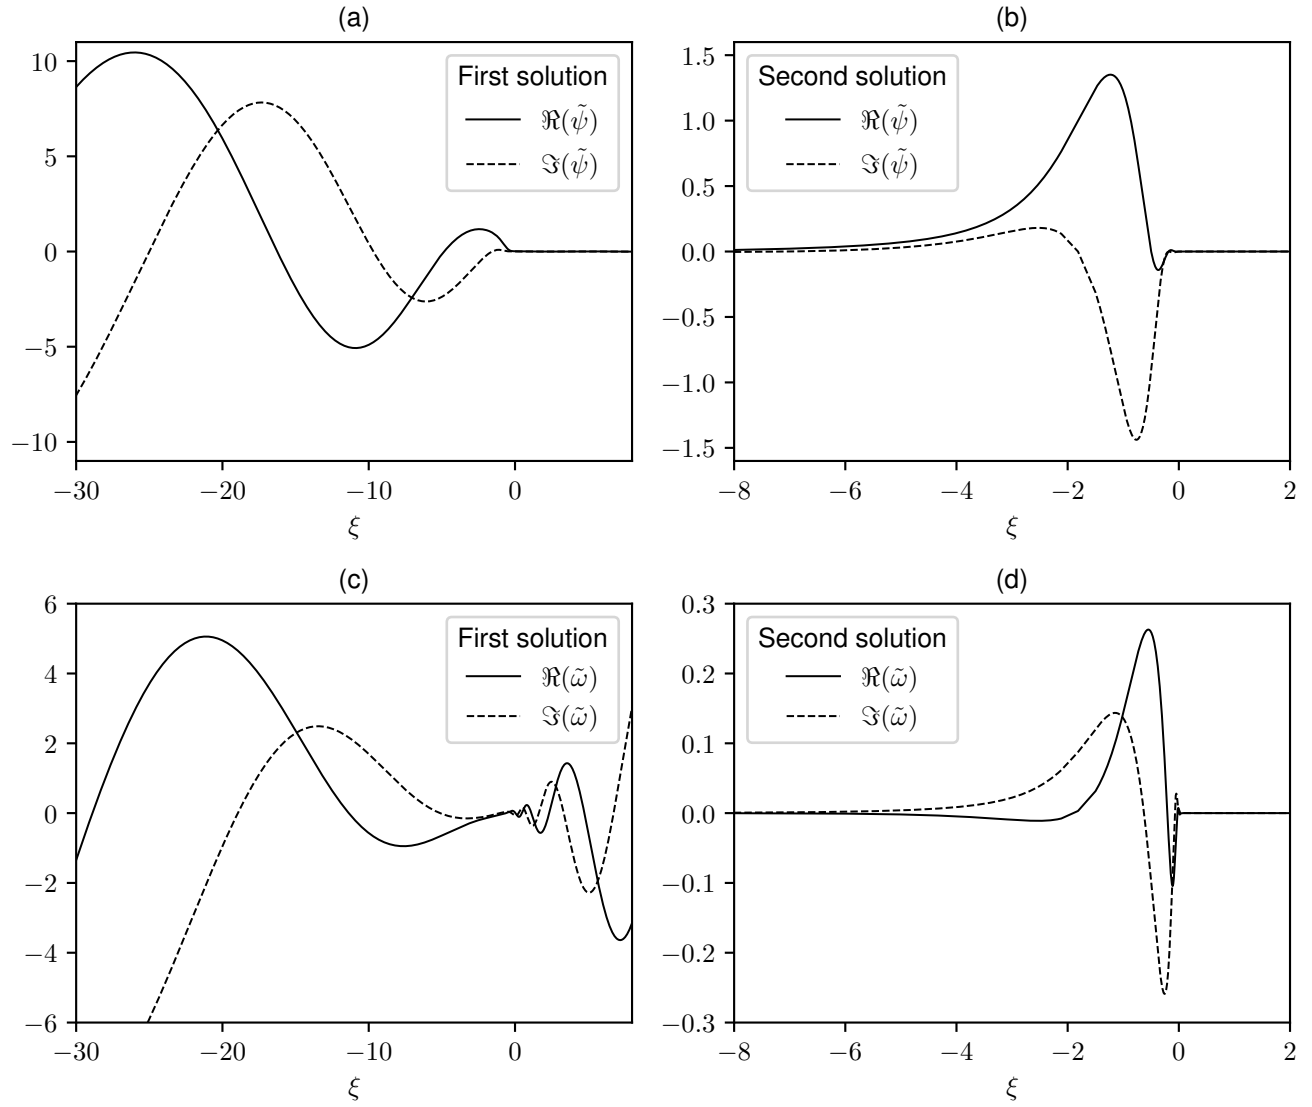 (a)
10
5
0
−5
−10
First solution
ℜ(ψ̃)
ℑ(ψ̃)
−30 −20 −10 0
ξ
(b)
1.5
1.0
0.5
0.0
−0.5
−1.0
−1.5
Second solution
ℜ(ψ̃)
ℑ(ψ̃)
−8 −6 −4 −2 0 2
ξ
(c)
6
4
2
0
−2
−4
−6
First solution
ℜ(ω̃)
ℑ(ω̃)
−30 −20 −10 0
ξ
(d)
0.3
0.2
0.1
0.0
−0.1
−0.2
−0.3
Second solution
ℜ(ω̃)
ℑ(ω̃)
−8 −6 −4 −2 0 2
ξ